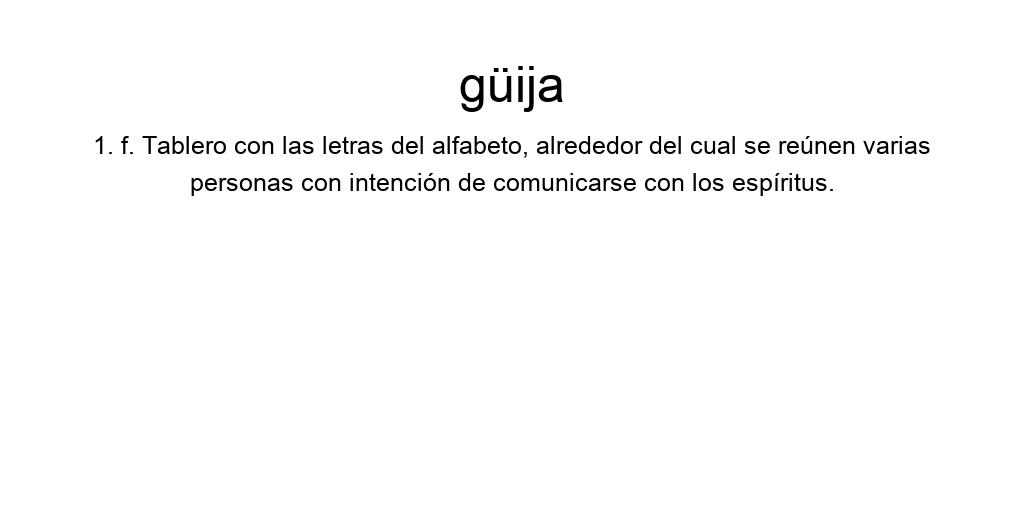 güija
1. f. Tablero con las letras del alfabeto, alrededor del cual se reúnen varias
personas con intención de comunicarse con los espíritus.